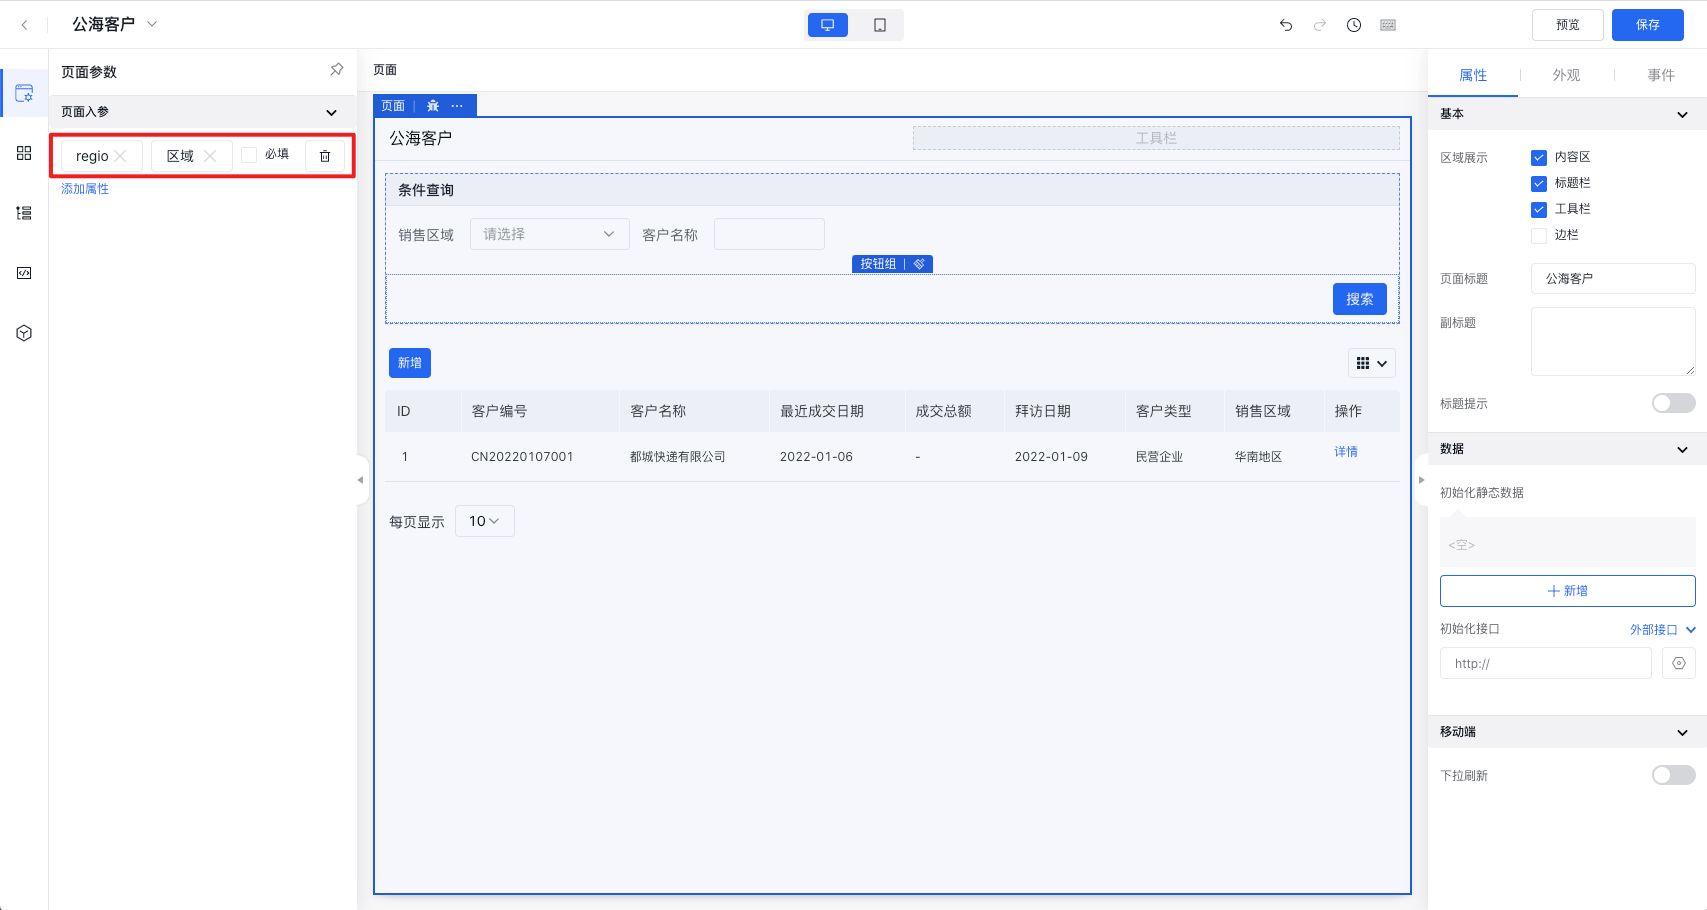 公海客户
预览
保存
页面参数
页面入参
regio
区域
必填
添加属性
页面
页面
公海客户
工具栏
条件查询
销售区域
请选择
客户名称
按钮组
搜索
新增
ID 客户编号 客户名称 最近成交日期 成交总额 拜访日期 客户类型 销售区域 操作
1 CN20220107001 都城快递有限公司 2022-01-06 - 2022-01-09 民营企业 华南地区 详情
每页显示 10
属性 外观 事件
基本
区域展示
内容区
标题栏
工具栏
边栏
页面标题 公海客户
副标题
标题提示
数据
初始化静态数据
<空>
新增
初始化接口 外部接口
http://
移动端
下拉刷新